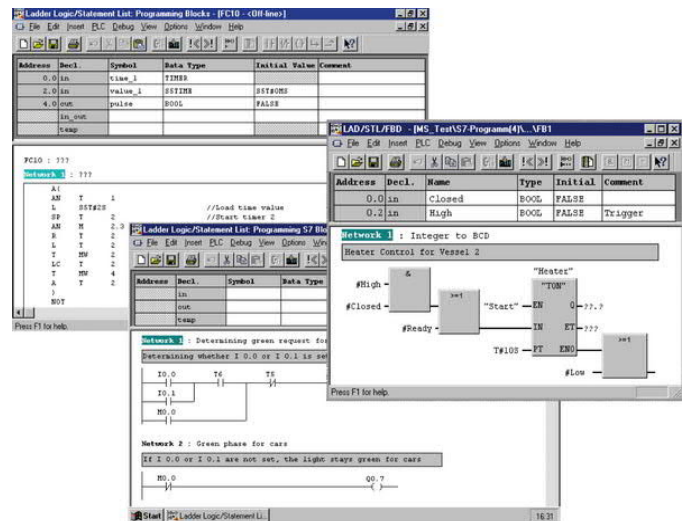 Ladder Logic/Statement List: Programming Blocks - [FC10 - <Off-line>]
File Edit Insert PLC Debug View Options Window Help
Address Decl. Symbol Data Type Initial Value Comment
0.0 in time_1 TIMER
2.0 in value_1 S5TIME S5T#0MS
4.0 out pulse BOOL FALSE
in_out
temp
FC10 : ???
Network 1 : ???
A(
AN T 1
L S5T#2S //Load time value
SP T 2 //Start timer 2
AN M 2.3
R T 2
L T 2
T MW 2
LC T 2
T MW 4
A T 2
)
NOT
Press F1 for help.
Ladder Logic/Statement List: Programming S7 Blo
File Edit Insert PLC Debug View Options Win
Address Decl. Symbol Data Type
in
out
temp
Network 1 : Determining green request for
Determining whether I 0.0 or I 0.1 is set
I0.0 T6 T5
I0.1
M0.0
Network 2 : Green phase for cars
If I 0.0 or I 0.1 are not set, the light stays green for cars
M0.0 Q0.7
Start Ladder Logic/Statement Li... 16:31
LAD/STL/FBD - [MS_Test\S7-Programm(4)\...\FB1
File Edit Insert PLC Debug View Options Window Help
Address Decl. Name Type Initial Comment
0.0 in Closed BOOL FALSE
0.2 in High BOOL FALSE Trigger
Network 1 : Integer to BCD
Heater Control for Vessel 2
& "Heater"
#High "TON"
#Closed >=1 "Start" EN Q ??.?
#Ready IN ET ???
T#10S PT ENO >=1
#Low
Press F1 for help.